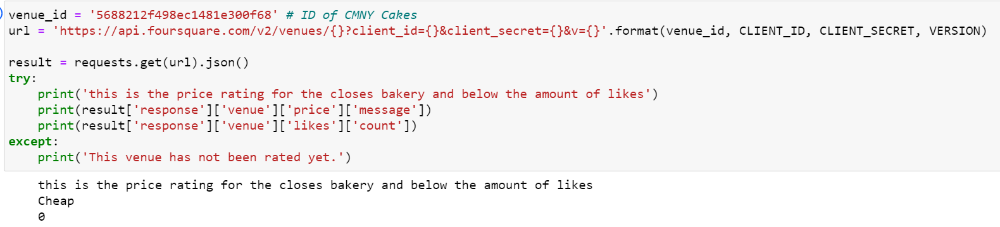 venue_id = '5688212f498ec1481e300f68' # ID of CMNY Cakes
url = 'https://api.foursquare.com/v2/venues/{}?client_id={}&client_secret={}&v={}'.format(venue_id, CLIENT_ID, CLIENT_SECRET, VERSION)
result = requests.get(url).json()
try:
    print('this is the price rating for the closes bakery and below the amount of likes')
    print(result['response']['venue']['price']['message'])
    print(result['response']['venue']['likes']['count'])
except:
    print('This venue has not been rated yet.')
this is the price rating for the closes bakery and below the amount of likes
Cheap
0